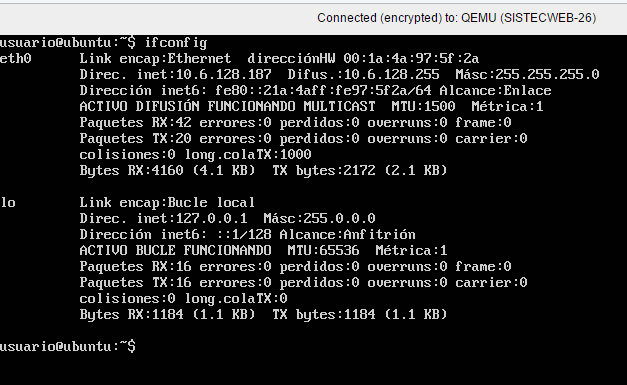 Connected (encrypted) to: QEMU (SISTECWEB-26)
usuario@ubuntu:~$ ifconfig
eth0 Link encap:Ethernet direcciónHW 00:1a:4a:97:5f:2a
Direc. inet:10.6.128.187 Difus.:10.6.128.255 Másc:255.255.255.0
Dirección inet6: fe80::21a:4aff:fe97:5f2a/64 Alcance:Enlace
ACTIVO DIFUSIÓN FUNCIONANDO MULTICAST MTU:1500 Métrica:1
Paquetes RX:42 errores:0 perdidos:0 overruns:0 frame:0
Paquetes TX:20 errores:0 perdidos:0 overruns:0 carrier:0
colisiones:0 long.colaTX:1000
Bytes RX:4160 (4.1 KB) TX bytes:2172 (2.1 KB)
lo Link encap:Bucle local
Direc. inet:127.0.0.1 Másc:255.0.0.0
Dirección inet6: ::1/128 Alcance:Anfitrión
ACTIVO BUCLE FUNCIONANDO MTU:65536 Métrica:1
Paquetes RX:16 errores:0 perdidos:0 overruns:0 frame:0
Paquetes TX:16 errores:0 perdidos:0 overruns:0 carrier:0
colisiones:0 long.colaTX:0
Bytes RX:1184 (1.1 KB) TX bytes:1184 (1.1 KB)
usuario@ubuntu:~$